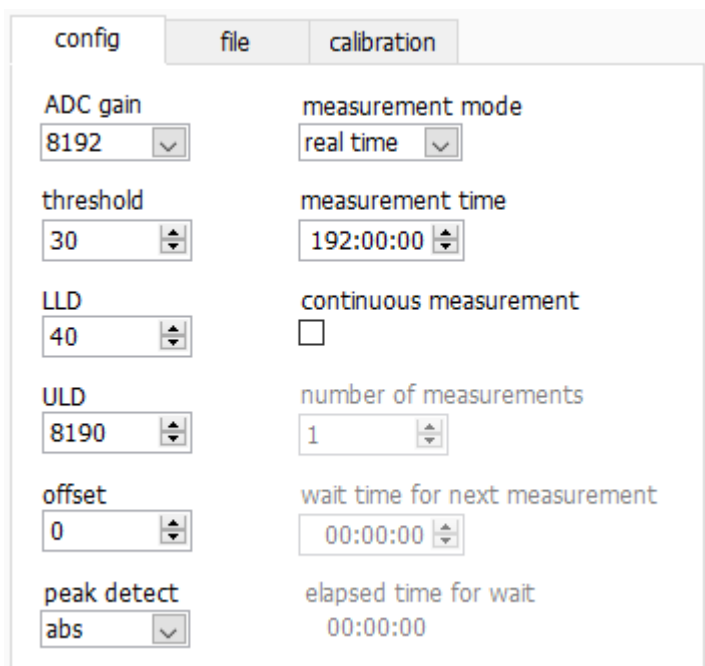 config file calibration
ADC gain measurement mode
8192 real time
threshold measurement time
30 192:00:00
LLD continuous measurement
40
ULD number of measurements
8190 1
offset wait time for next measurement
0 00:00:00
peak detect elapsed time for wait
abs 00:00:00